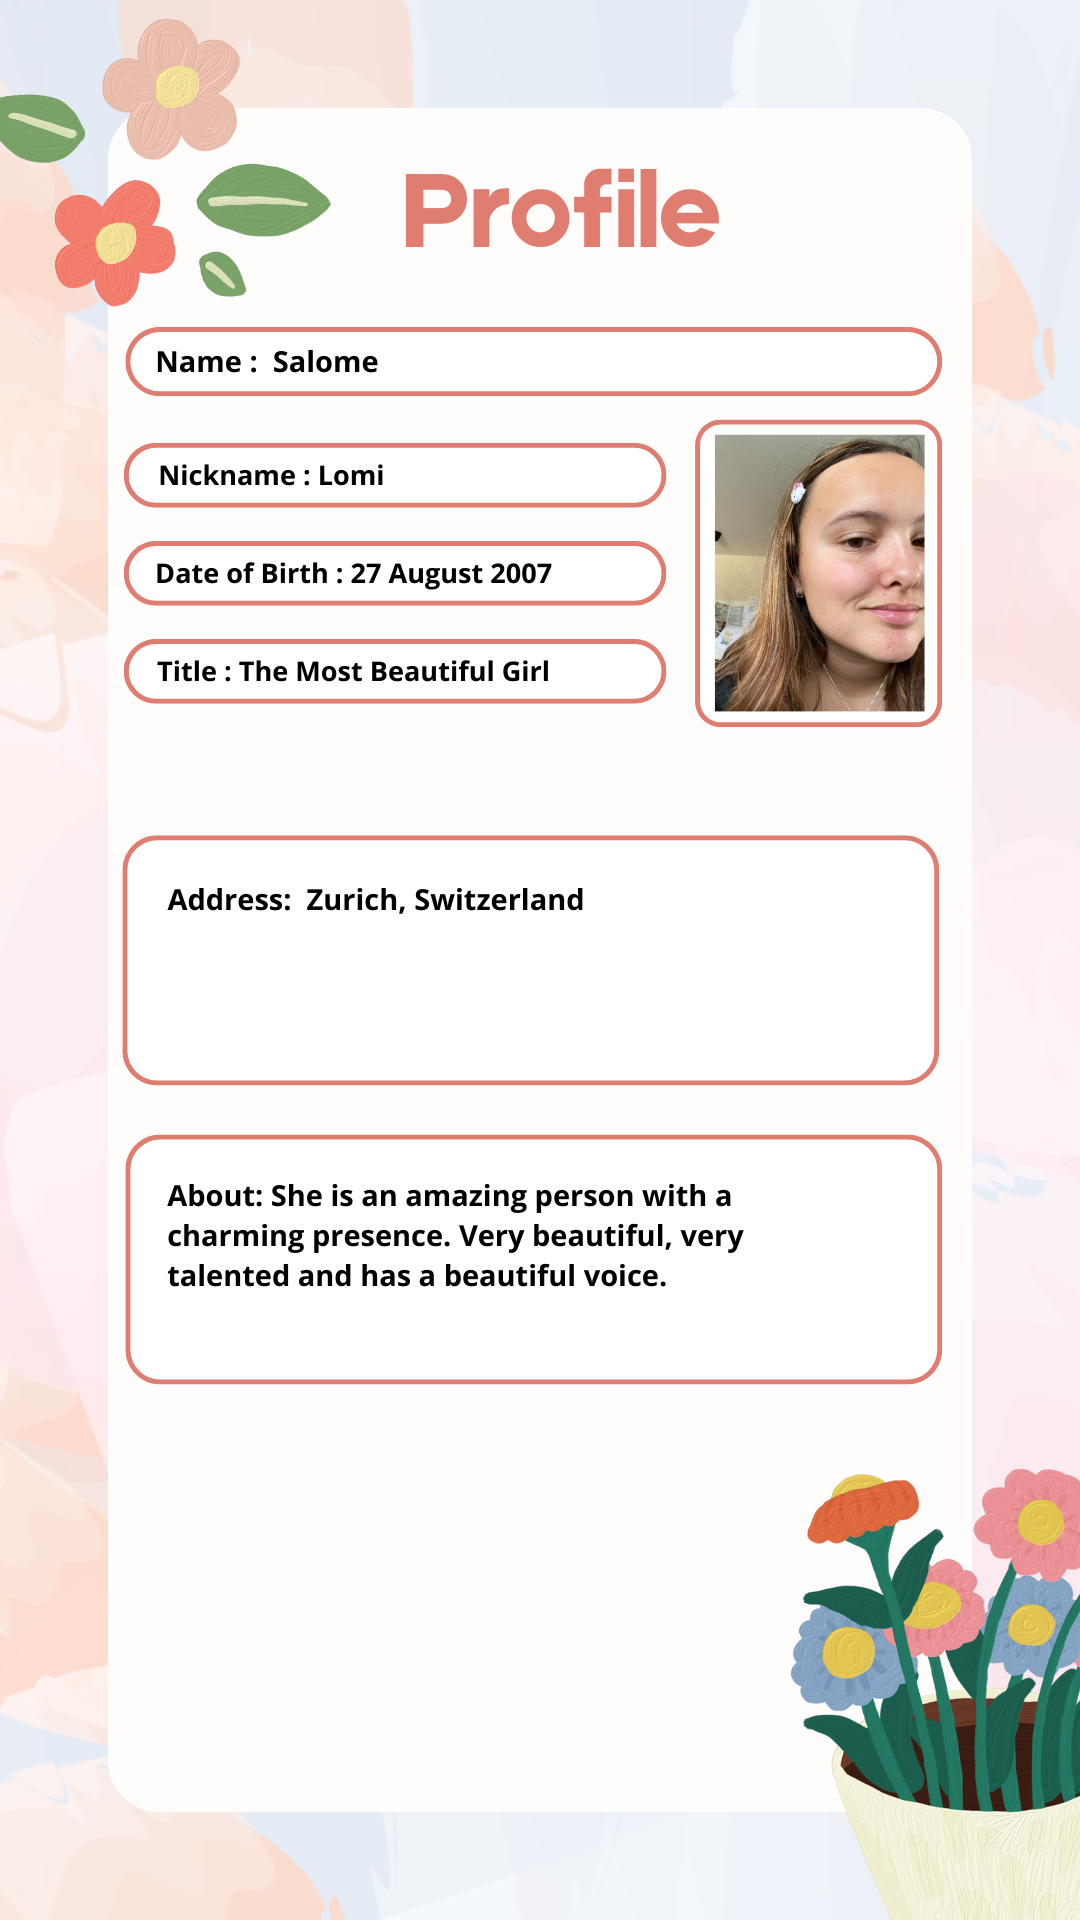 Profile
Name :  Salome
Nickname : Lomi
Date of Birth : 27 August 2007
Title : The Most Beautiful Girl
Address:  Zurich, Switzerland
About: She is an amazing person with a
charming presence. Very beautiful, very
talented and has a beautiful voice.